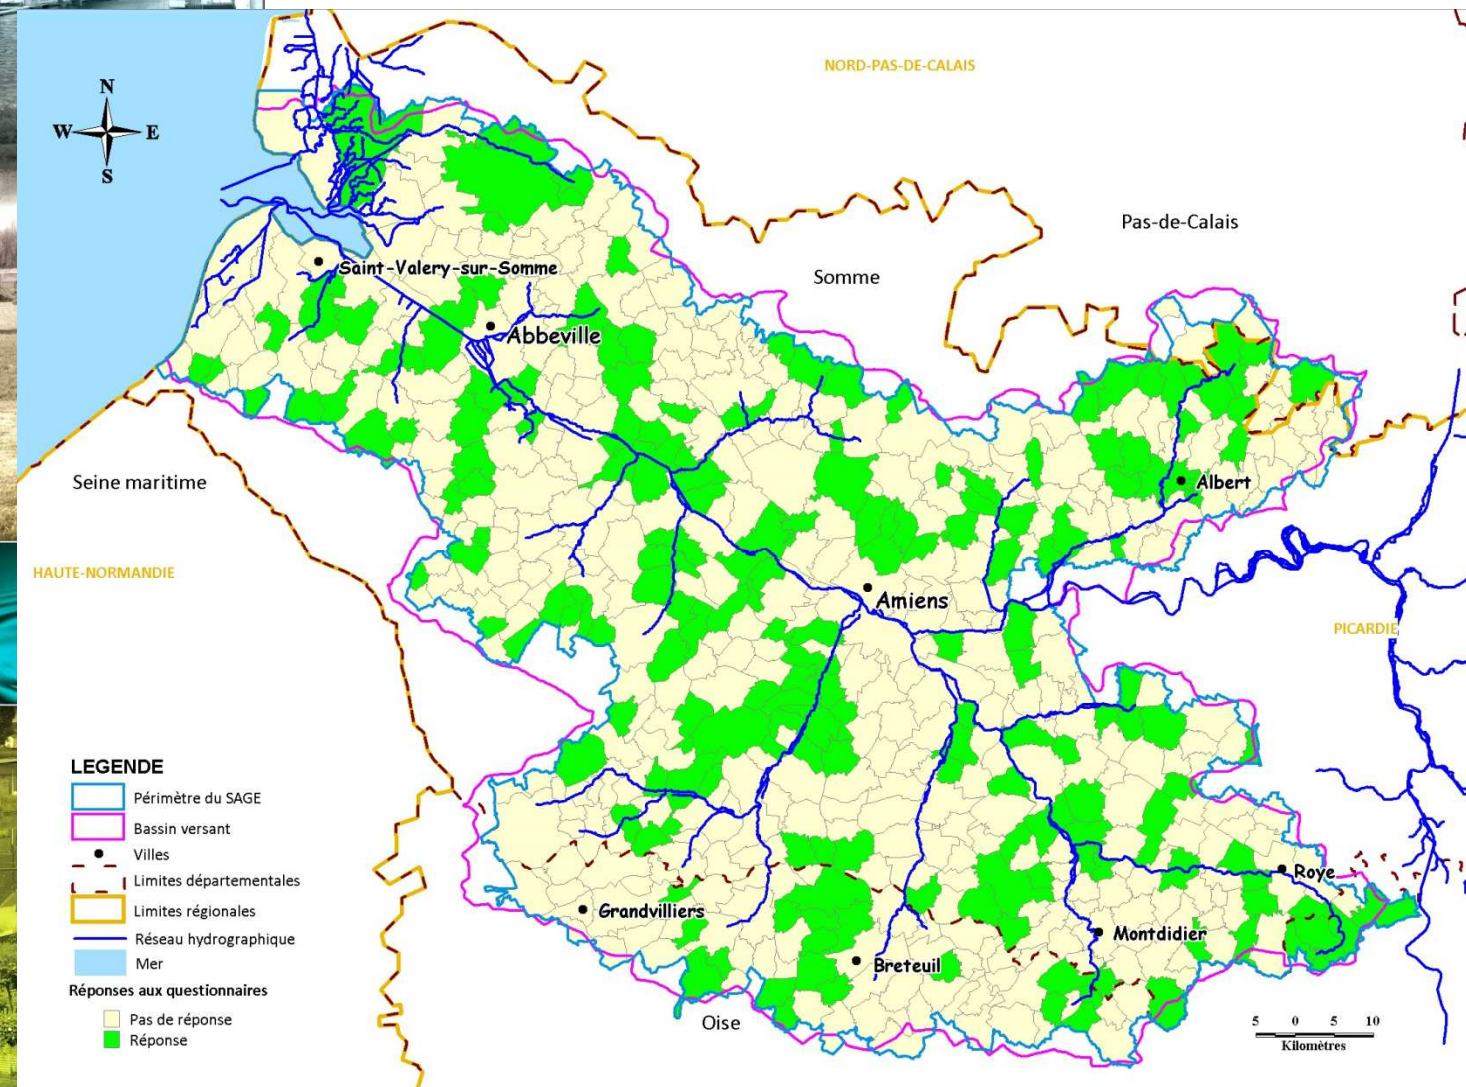 NORD-PAS-DE-CALAIS
N
W E
S
Pas-de-Calais
Somme
Saint-Valery-sur-Somme
Abbeville
Seine maritime
Albert
HAUTE-NORMANDIE
Amiens
PICARDIE
LEGENDE
Périmètre du SAGE
Bassin versant
Villes
Limites départementales
Limites régionales
Réseau hydrographique
Mer
Réponses aux questionnaires
Pas de réponse
Réponse
Roye
Grandvilliers
Montdidier
Breteuil
Oise
5 0 5 10
Kilomètres